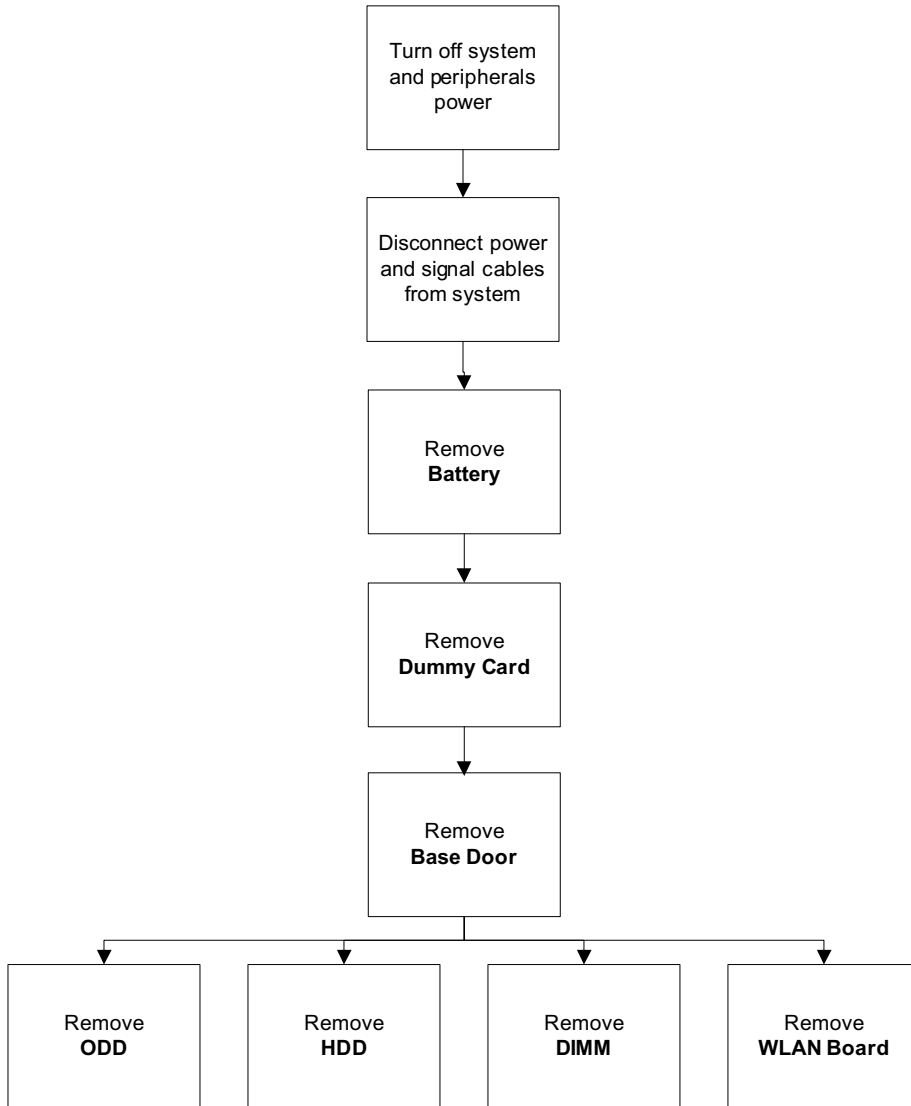 Turn off system
and peripherals
power
Disconnect power
and signal cables
from system
Remove
Battery
Remove
Dummy Card
Remove
Base Door
Remove
ODD
Remove
HDD
Remove
DIMM
Remove
WLAN Board